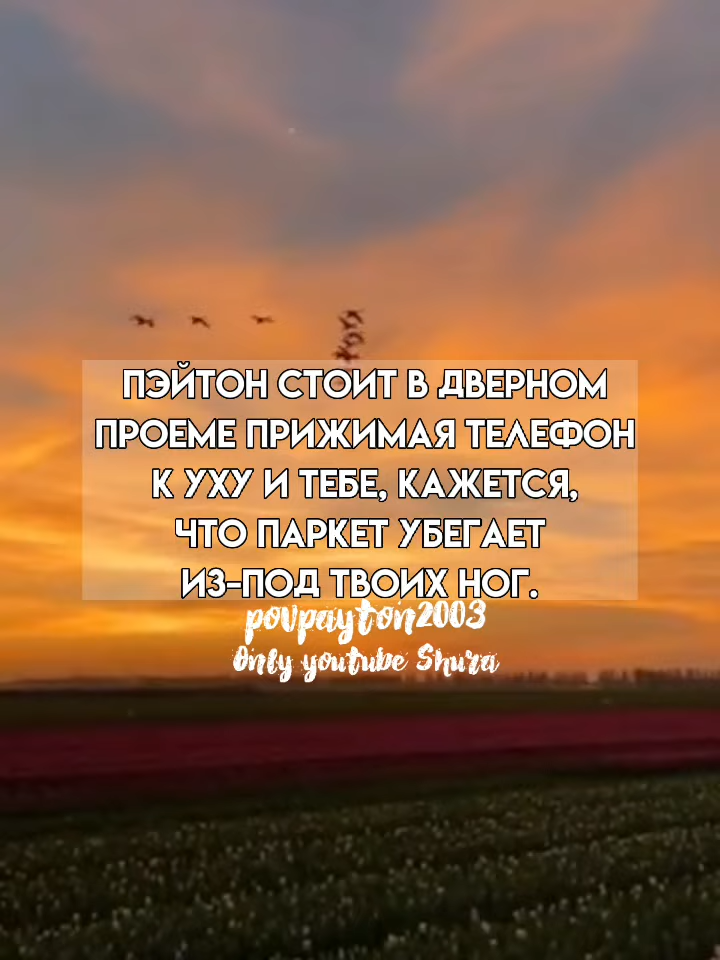 ПЭЙТОН СТОИТ В ДВЕРНОМ
ПРОЕМЕ ПРИЖИМАЯ ТЕЛЕФОН
К УХУ И ТЕБЕ, КАЖЕТСЯ,
ЧТО ПАРКЕТ УБЕГАЕТ
ИЗ-ПОД ТВОИХ НОГ.
povpayton2003
Only youtube Shura